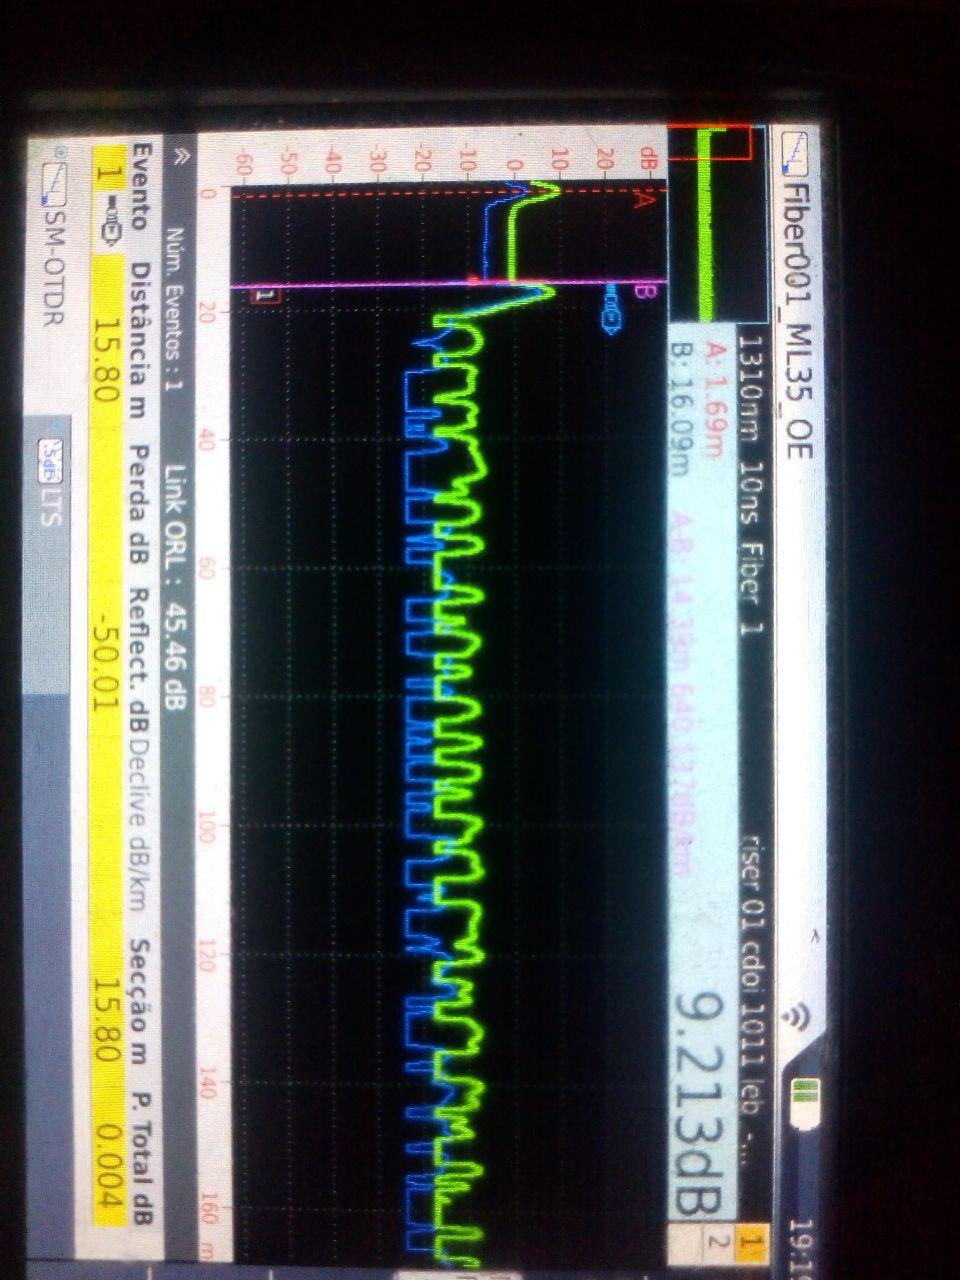 Fiber001_ML35_OE
19:1
1310nm 10ns Fiber 1 riser 01 cdoi 1011 leb -...
1
A: 1.69m
B: 16.09m A-B: 14.39m 640.137dB/km 9.213dB
2
dB
20
10
0
-10
-20
-30
-40
-50
-60
A
B
1
0 20 40 60 80 100 120 140 160 m
Núm. Eventos : 1 Link ORL : 45.46 dB
Evento Distância m Perda dB Reflect. dB Declive dB/km Secção m P. Total dB
1 15.80 -50.01 15.80 0.004
SM-OTDR
.5dB LTS